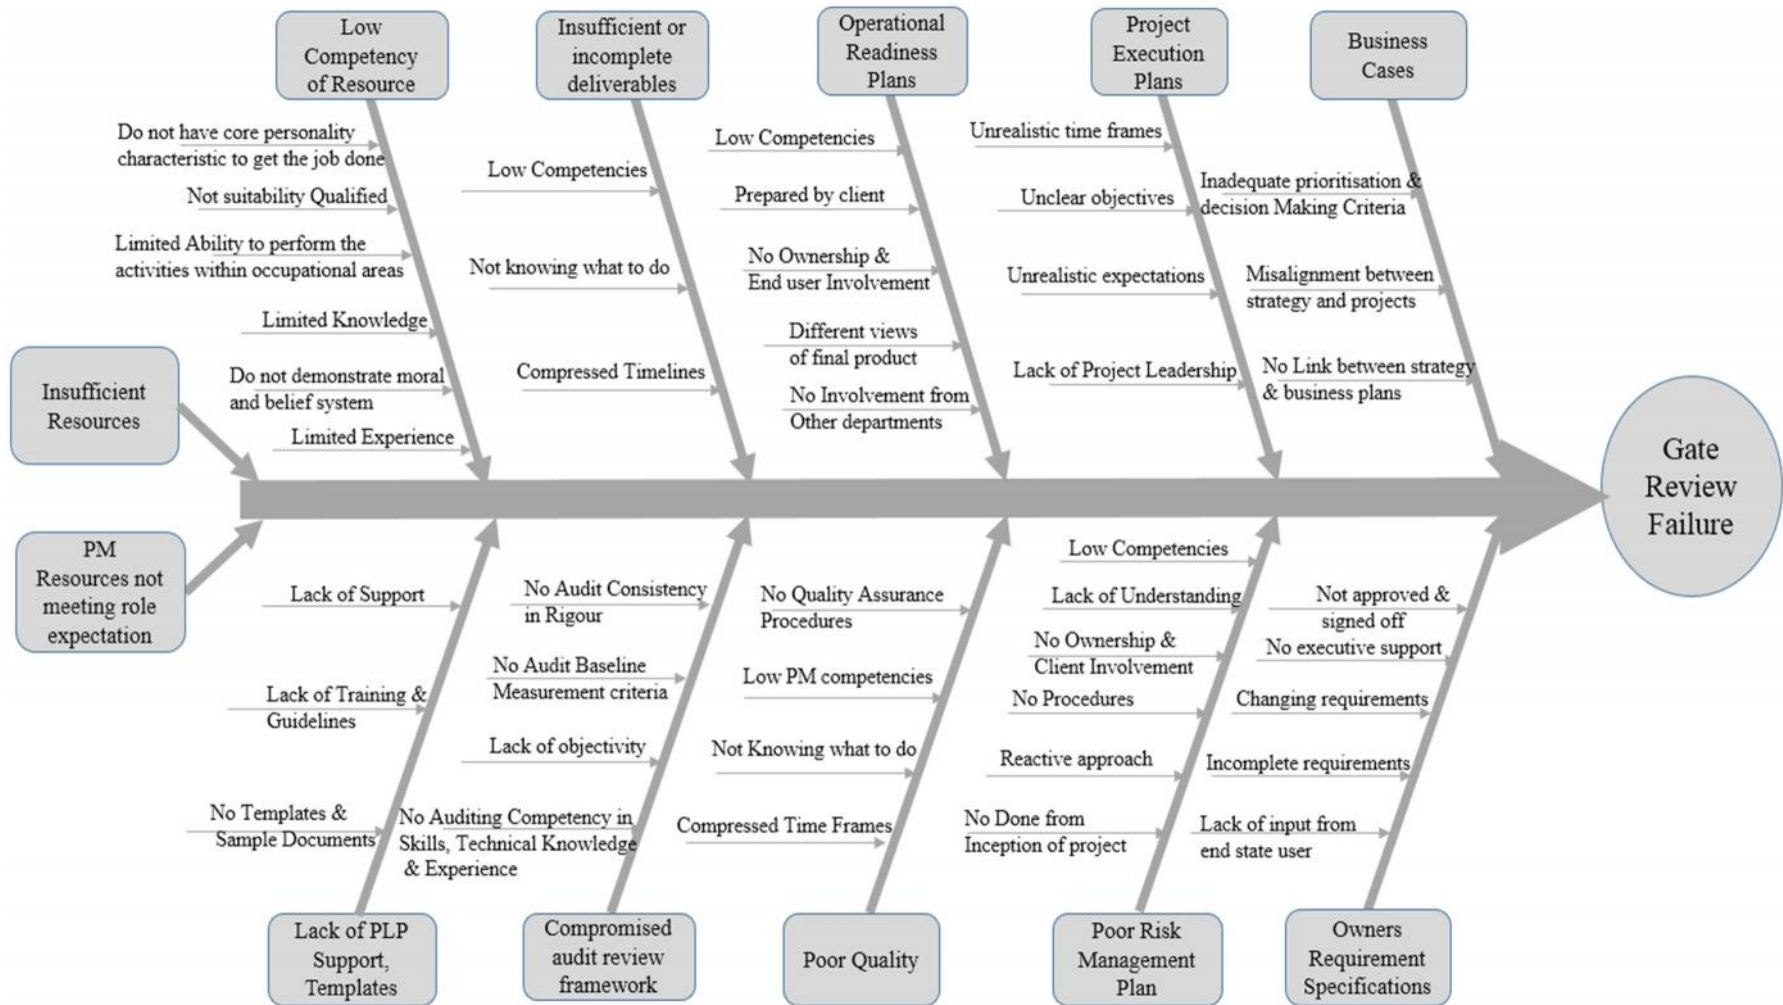 Low
Competency
of Resource
Insufficient or
incomplete
deliverables
Operational
Readiness
Plans
Project
Execution
Plans
Business
Cases
Do not have core personality
characteristic to get the job done
Not suitability Qualified
Limited Ability to perform the
activities within occupational areas
Limited Knowledge
Do not demonstrate moral
and belief system
Limited Experience
Low Competencies
Not knowing what to do
Compressed Timelines
Low Competencies
Prepared by client
No Ownership &
End user Involvement
Different views
of final product
No Involvement from
Other departments
Unrealistic time frames
Unclear objectives
Unrealistic expectations
Lack of Project Leadership
Inadequate prioritisation &
decision Making Criteria
Misalignment between
strategy and projects
No Link between strategy
& business plans
Insufficient
Resources
PM
Resources not
meeting role
expectation
Gate
Review
Failure
Lack of Support
Lack of Training &
Guidelines
No Templates &
Sample Documents
No Audit Consistency
in Rigour
No Audit Baseline
Measurement criteria
Lack of objectivity
No Auditing Competency in
Skills, Technical Knowledge
& Experience
No Quality Assurance
Procedures
Low PM competencies
Not Knowing what to do
Compressed Time Frames
Low Competencies
Lack of Understanding
No Ownership &
Client Involvement
No Procedures
Reactive approach
No Done from
Inception of project
Not approved &
signed off
No executive support
Changing requirements
Incomplete requirements
Lack of input from
end state user
Lack of PLP
Support,
Templates
Compromised
audit review
framework
Poor Quality
Poor Risk
Management
Plan
Owners
Requirement
Specifications